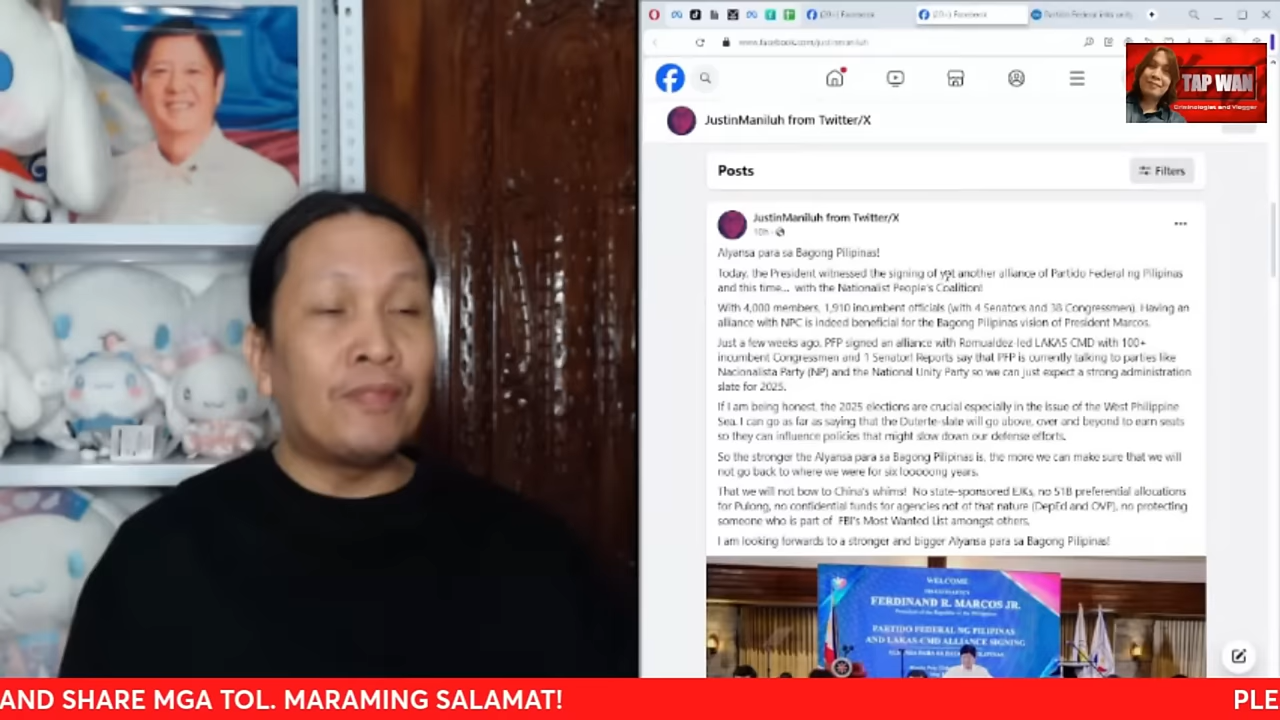 (20+) Facebook
(20+) Facebook
www.facebook.com/justinmaniluh
TAP WAN
Criminologist and Vlogger
JustinManiluh from Twitter/X
Posts
Filters
JustinManiluh from Twitter/X
10h
Alyansa para sa Bagong Pilipinas!
Today, the President witnessed the signing of yet another alliance of Partido Federal ng Pilipinas
and this time... with the Nationalist People's Coalition!
With 4,000 members, 1,910 incumbent officials (with 4 Senators and 38 Congressmen). Having an
alliance with NPC is indeed beneficial for the Bagong Pilipinas vision of President Marcos.
Just a few weeks ago, PFP signed an alliance with Romualdez-led LAKAS CMD with 100+
incumbent Congressmen and 1 Senator! Reports say that PFP is currently talking to parties like
Nacionalista Party (NP) and the National Unity Party so we can just expect a strong administration
slate for 2025.
If I am being honest, the 2025 elections are crucial especially in the issue of the West Philippine
Sea. I can go as far as saying that the Duterte-slate will go above, over and beyond to earn seats
so they can influence policies that might slow down our defense efforts.
So the stronger the Alyansa para sa Bagong Pilipinas is, the more we can make sure that we will
not go back to where we were for six looooong years.
That we will not bow to China's whims! No state-sponsored EJKs, no 51B preferential allocations
for Pulong, no confidential funds for agencies not of that nature (DepEd and OVP), no protecting
someone who is part of FBI's Most Wanted List amongst others.
I am looking forwards to a stronger and bigger Alyansa para sa Bagong Pilipinas!
WELCOME
FERDINAND R. MARCOS JR.
PARTIDO FEDERAL NG PILIPINAS
AND LAKAS-CMD ALLIANCE SIGNING
AND SHARE MGA TOL. MARAMING SALAMAT!
PLE